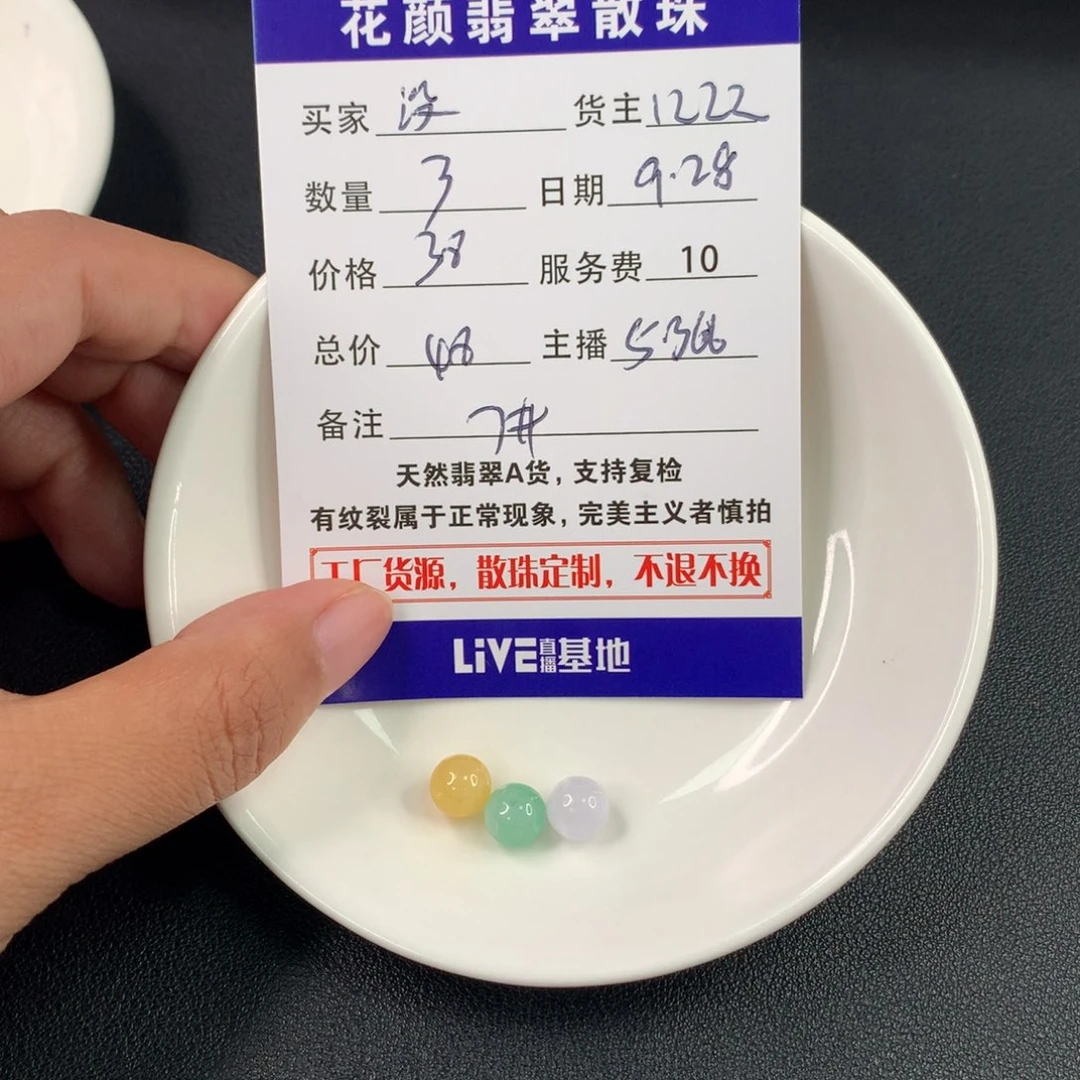 花颜翡翠散珠
买家 货主 1222
数量 3 日期 9.28
价格 38 服务费 10
总价 48 主播
备注 7#
天然翡翠A货，支持复检
有纹裂属于正常现象，完美主义者慎拍
工厂货源，散珠定制，不退不换
LiVE直播基地